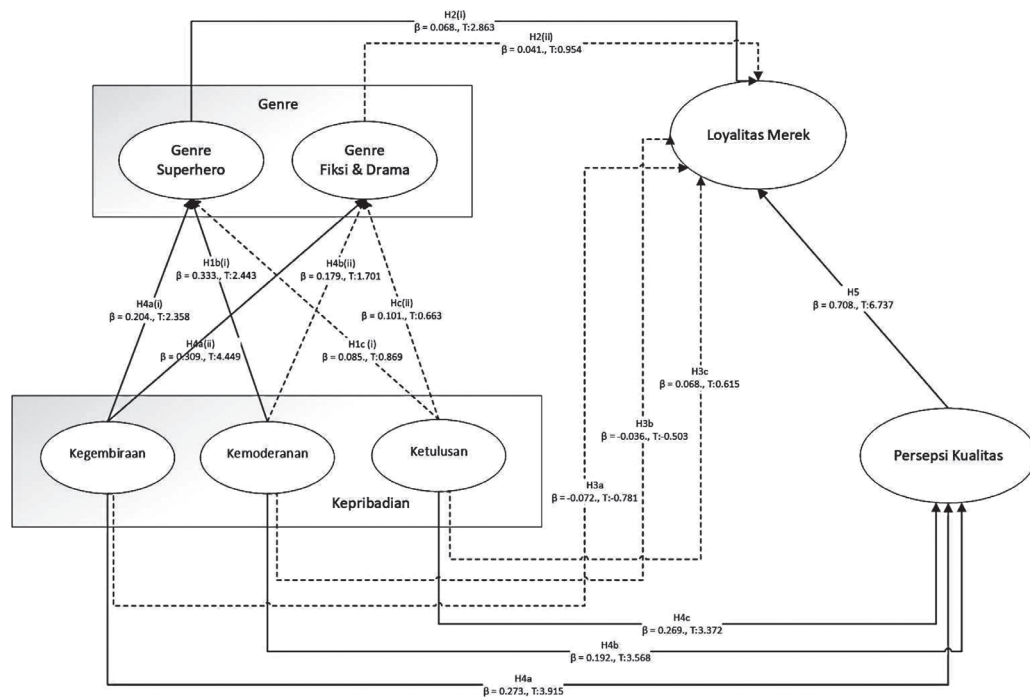 H2(i)
β = 0.068., T:2.863
H2(ii)
β = 0.041., T:0.954
Genre
Genre
Superhero
Genre
Fiksi & Drama
Loyalitas Merek
H1b(i)
β = 0.333., T:2.443
H4b(ii)
β = 0.179., T:1.701
H4a(i)
β = 0.204., T:2.358
Hc(ii)
β = 0.101., T:0.663
H4a(ii)
β = 0.309., T:4.449
H1c (i)
β = 0.085., T:0.869
H5
β = 0.708., T:6.737
H3c
β = 0.068., T:0.615
H3b
β = -0.036., T:-0.503
H3a
β = -0.072., T:-0.781
Kegembiraan
Kemoderanan
Ketulusan
Kepribadian
Persepsi Kualitas
H4c
β = 0.269., T:3.372
H4b
β = 0.192., T:3.568
H4a
β = 0.273., T:3.915